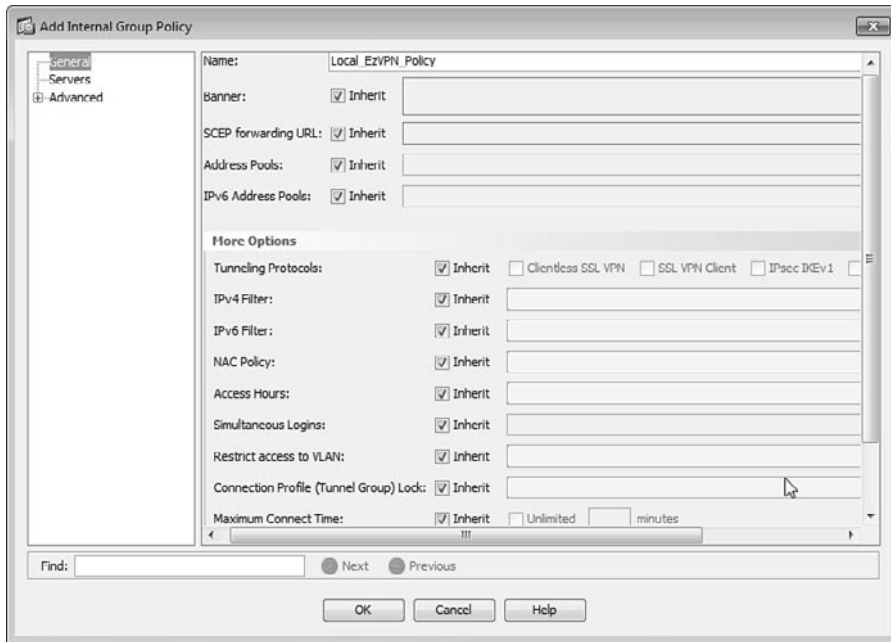 Add Internal Group Policy
General
Servers
Advanced
Name: Local_EzVPN_Policy
Banner: Inherit
SCEP forwarding URL: Inherit
Address Pools: Inherit
IPv6 Address Pools: Inherit
More Options
Tunneling Protocols: Inherit Clientless SSL VPN SSL VPN Client IPsec IKEv1
IPv4 Filter: Inherit
IPv6 Filter: Inherit
NAC Policy: Inherit
Access Hours: Inherit
Simultaneous Logins: Inherit
Restrict access to VLAN: Inherit
Connection Profile (Tunnel Group) Lock: Inherit
Maximum Connect Time: Inherit Unlimited minutes
Find: Next Previous
OK Cancel Help